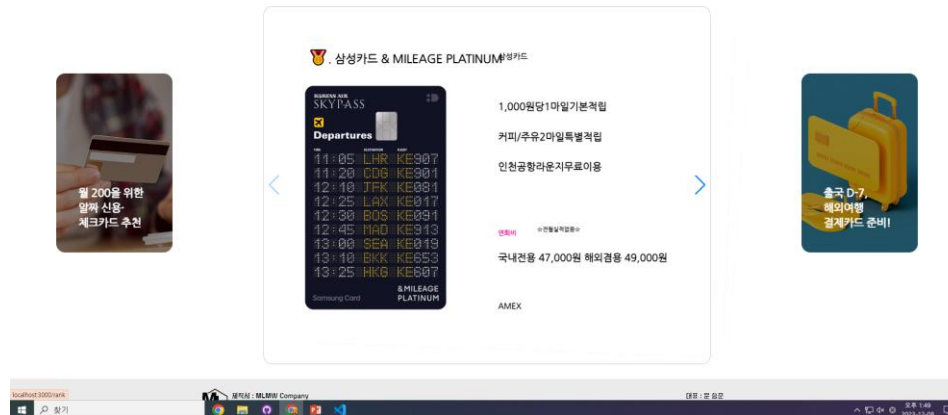 🥇. 삼성카드 & MILEAGE PLATINUM
삼성카드
KOREAN AIR
SKYPASS
Departures
11:05 LHR KE907
11:20 CDG KE901
12:10 JFK KE081
12:25 LAX KE017
12:30 BOS KE091
12:45 MAD KE913
13:00 SEA KE019
13:10 BKK KE653
13:25 HKG KE607
Samsung Card
&MILEAGE
PLATINUM
1,000원당1마일기본적립
커피/주유2마일특별적립
인천공항라운지무료이용
연회비
☆전월실적없음☆
국내전용 47,000원 해외겸용 49,000원
AMEX
월 200을 위한
알짜 신용-
체크카드 추천
출국 D-7,
해외여행
결제카드 준비!
localhost:3000/rank
제작처 : MLMW Company
찾기
오후 1:49